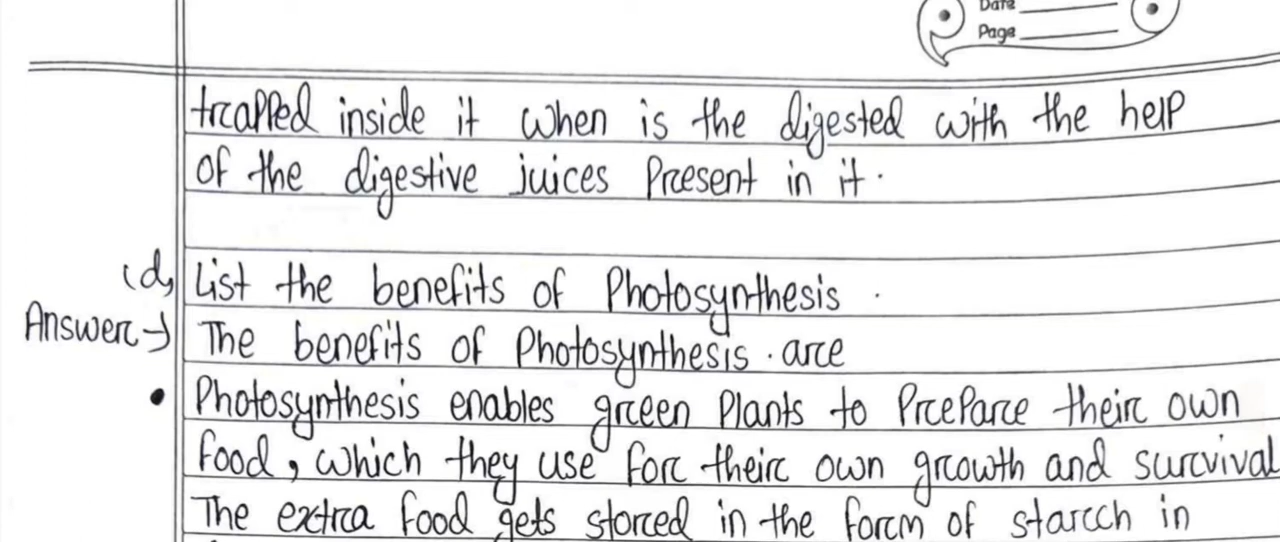 Date
Page
trapped inside it when is the digested with the help
of the digestive juices Present in it.
(d) List the benefits of Photosynthesis.
Answer → The benefits of Photosynthesis. are
• Photosynthesis enables green Plants to Prepare their own
food, which they use for their own growth and survival
The extra food gets stored in the form of starch in